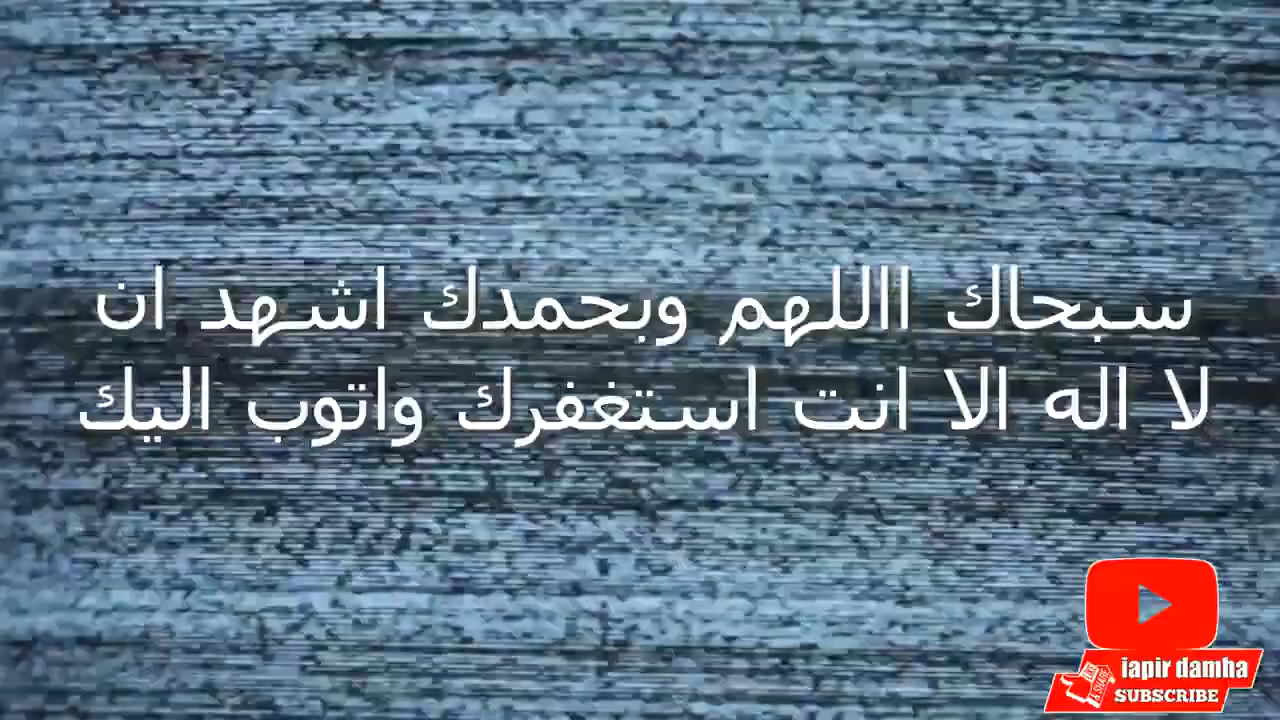 سبحاك االلهم وبحمدك اشهد ان
لا اله الا انت استغفرك واتوب اليك
iapir damha
SUBSCRIBE